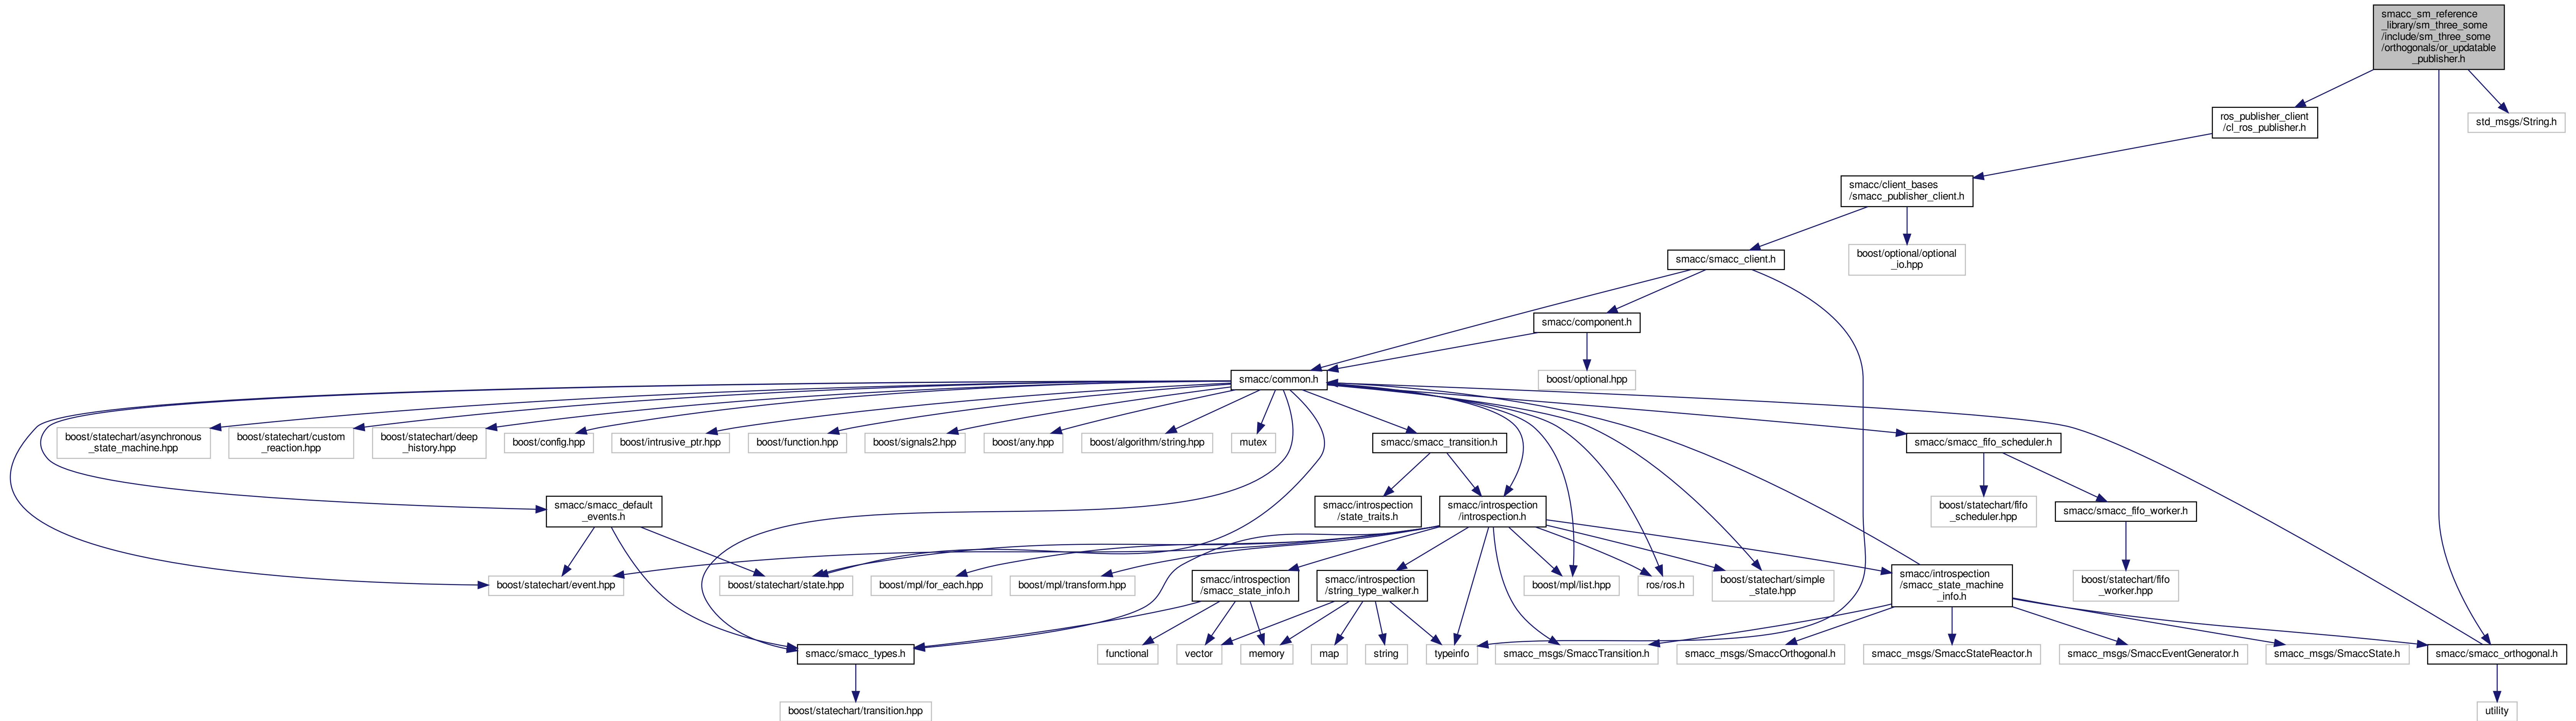 smacc_sm_reference
_library/sm_three_some
/include/sm_three_some
/orthogonals/or_updatable
_publisher.h
ros_publisher_client
/cl_ros_publisher.h
std_msgs/String.h
smacc/client_bases
/smacc_publisher_client.h
smacc/smacc_client.h
boost/optional/optional
_io.hpp
smacc/component.h
smacc/common.h
boost/optional.hpp
boost/statechart/asynchronous
_state_machine.hpp
boost/statechart/custom
_reaction.hpp
boost/statechart/deep
_history.hpp
boost/config.hpp
boost/intrusive_ptr.hpp
boost/function.hpp
boost/signals2.hpp
boost/any.hpp
boost/algorithm/string.hpp
mutex
smacc/smacc_transition.h
smacc/smacc_fifo_scheduler.h
smacc/smacc_default
_events.h
smacc/introspection
/state_traits.h
smacc/introspection
/introspection.h
boost/statechart/fifo
_scheduler.hpp
smacc/smacc_fifo_worker.h
boost/statechart/event.hpp
boost/statechart/state.hpp
boost/mpl/for_each.hpp
boost/mpl/transform.hpp
smacc/introspection
/smacc_state_info.h
smacc/introspection
/string_type_walker.h
boost/mpl/list.hpp
ros/ros.h
boost/statechart/simple
_state.hpp
smacc/introspection
/smacc_state_machine
_info.h
boost/statechart/fifo
_worker.hpp
smacc/smacc_types.h
functional
vector
memory
map
string
typeinfo
smacc_msgs/SmaccTransition.h
smacc_msgs/SmaccOrthogonal.h
smacc_msgs/SmaccStateReactor.h
smacc_msgs/SmaccEventGenerator.h
smacc_msgs/SmaccState.h
smacc/smacc_orthogonal.h
boost/statechart/transition.hpp
utility